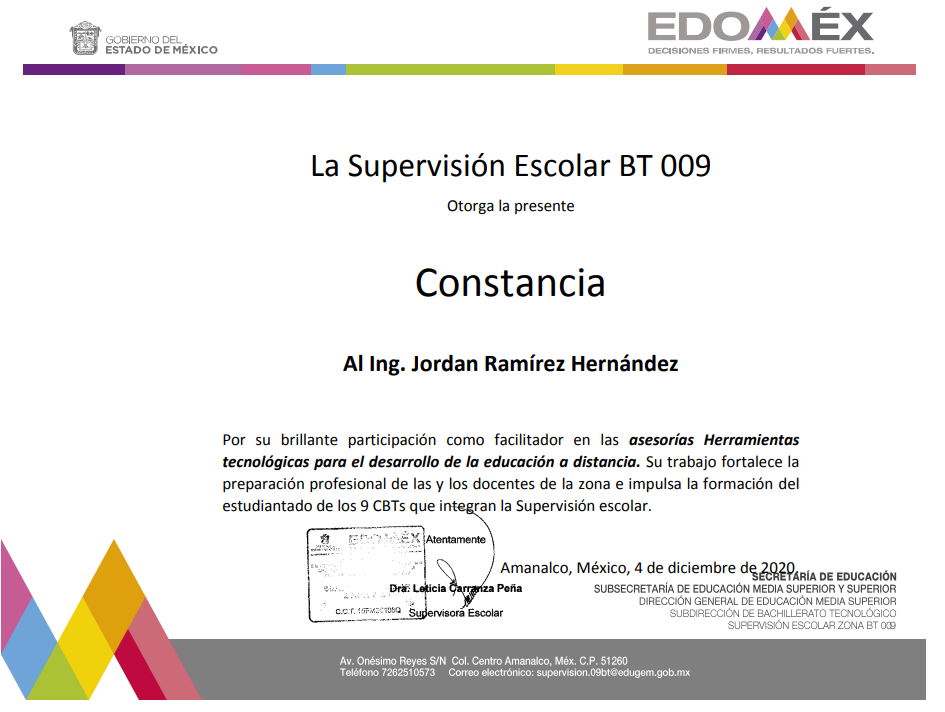 GOBIERNO DEL
ESTADO DE MÉXICO
EDOMÉX
DECISIONES FIRMES, RESULTADOS FUERTES.
La Supervisión Escolar BT 009
Otorga la presente
Constancia
Al Ing. Jordan Ramírez Hernández
Por su brillante participación como facilitador en las asesorías Herramientas
tecnológicas para el desarrollo de la educación a distancia. Su trabajo fortalece la
preparación profesional de las y los docentes de la zona e impulsa la formación del
estudiantado de los 9 CBTs que integran la Supervisión escolar.
EDOMÉX
Atentamente
Amanalco, México, 4 de diciembre de 2020.
Dra. Leticia Carranza Peña
C.C.T.
Supervisora Escolar
SECRETARÍA DE EDUCACIÓN
SUBSECRETARÍA DE EDUCACIÓN MEDIA SUPERIOR Y SUPERIOR
DIRECCIÓN GENERAL DE EDUCACIÓN MEDIA SUPERIOR
SUBDIRECCIÓN DE BACHILLERATO TECNOLÓGICO
SUPERVISIÓN ESCOLAR ZONA BT 009
Av. Onésimo Reyes S/N Col. Centro Amanalco, Méx. C.P. 51260
Teléfono 7262510573 Correo electrónico: supervision.09bt@edugem.gob.mx